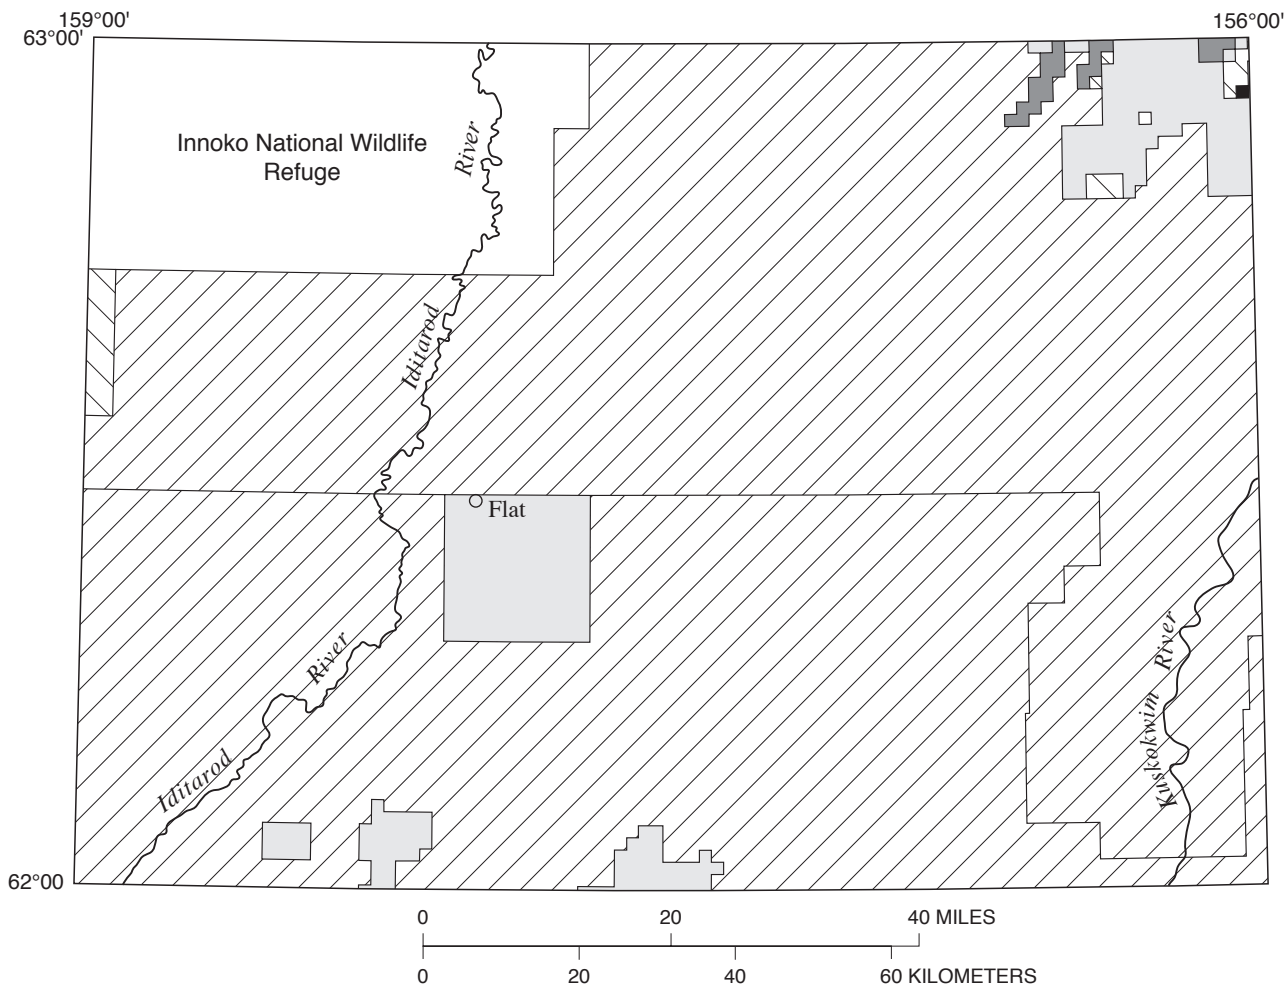 159°00'
156°00'
63°00'
Innoko National Wildlife
Refuge
River
Iditarod
Flat
River
River
Kuskokwim
Iditarod
62°00
0 20 40 MILES
0 20 40 60 KILOMETERS